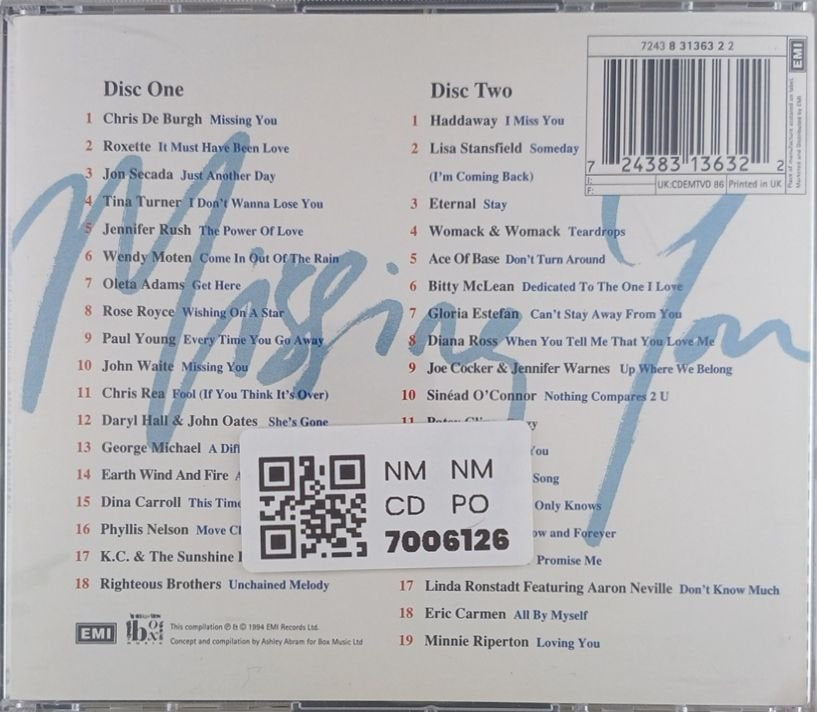 Disc One
1 Chris De Burgh Missing You
2 Roxette It Must Have Been Love
3 Jon Secada Just Another Day
4 Tina Turner I Don't Wanna Lose You
5 Jennifer Rush The Power Of Love
6 Wendy Moten Come In Out Of The Rain
7 Oleta Adams Get Here
8 Rose Royce Wishing On A Star
9 Paul Young Every Time You Go Away
10 John Waite Missing You
11 Chris Rea Fool (If You Think It's Over)
12 Daryl Hall & John Oates She's Gone
13 George Michael A
14 Earth Wind And Fire
15 Dina Carroll This Time
16 Phyllis Nelson Move
17 K.C. & The Sunshine
18 Righteous Brothers Unchained Melody
Disc Two
1 Haddaway I Miss You
2 Lisa Stansfield Someday
(I'm Coming Back)
3 Eternal Stay
4 Womack & Womack Teardrops
5 Ace Of Base Don't Turn Around
6 Bitty McLean Dedicated To The One I Love
7 Gloria Estefan Can't Stay Away From You
8 Diana Ross When You Tell Me That You Love Me
9 Joe Cocker & Jennifer Warnes Up Where We Belong
10 Sinéad O'Connor Nothing Compares 2 U
11
You
Song
Only Knows
and Forever
Promise Me
17 Linda Ronstadt Featuring Aaron Neville Don't Know Much
18 Eric Carmen All By Myself
19 Minnie Riperton Loving You
Missing You
7243 8 31363 2 2
EMI
7 24383 13632 2
I:
F:
UK:CDEMTVD 86 Printed in UK
NM NM
CD PO
7006126
EMI
box
MUSIC
This compilation ℗ & © 1994 EMI Records Ltd.
Concept and compilation by Ashley Abram for Box Music Ltd